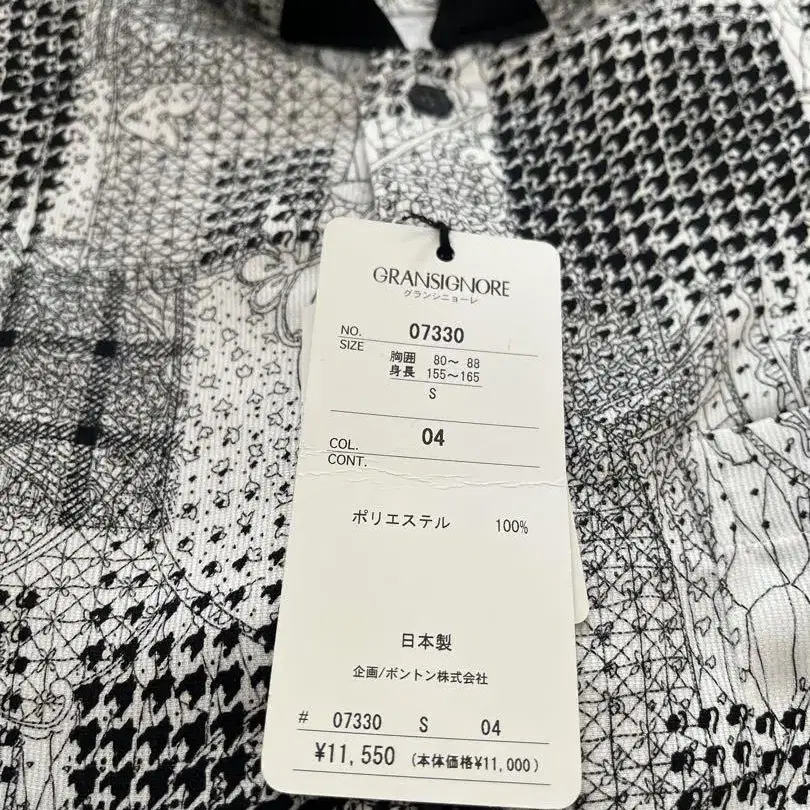 GRANSIGNORE
グランシニョーレ
NO. 07330
SIZE 胸囲 80～ 88
身長 155～165
S
COL. 04
CONT.
ポリエステル 100%
日本製
企画/ボントン株式会社
# 07330 S 04
¥11,550 (本体価格¥11,000)